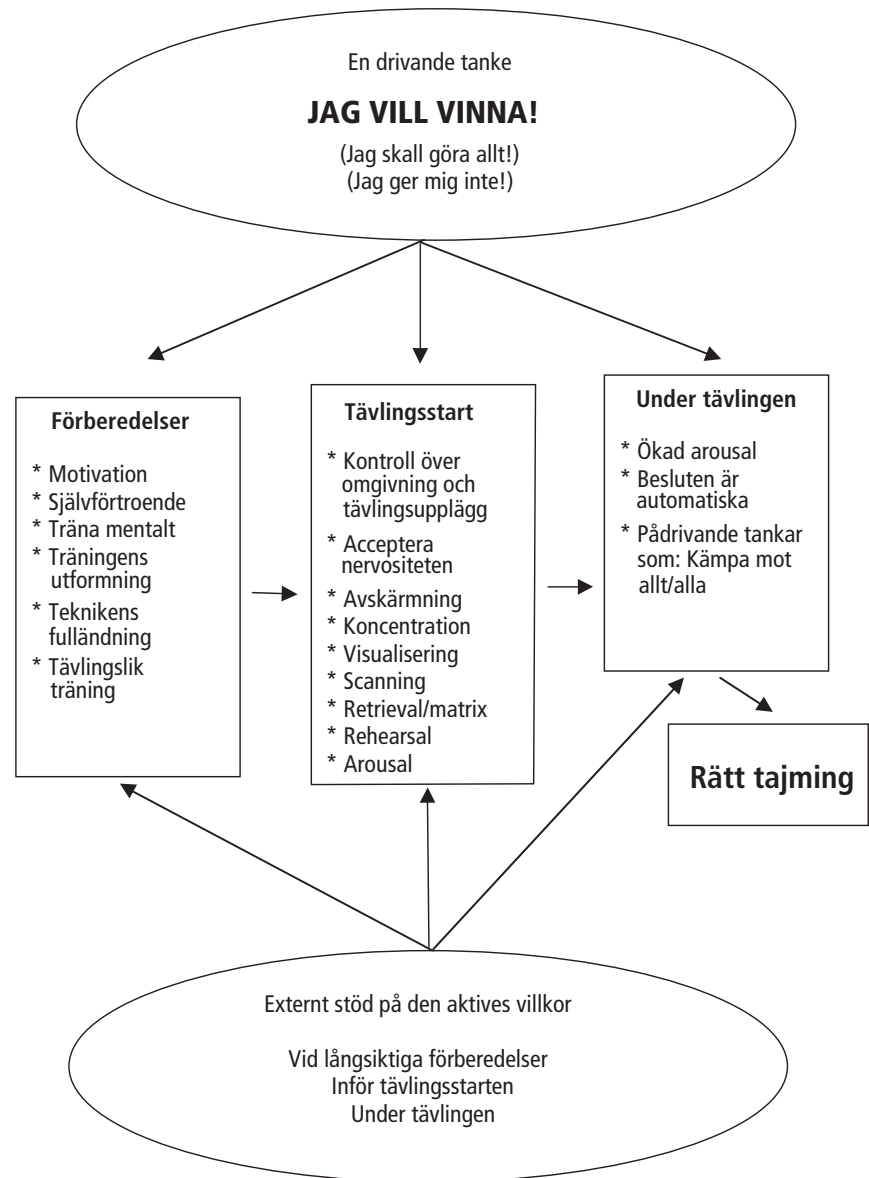 En drivande tanke
JAG VILL VINNA!
(Jag skall göra allt!)
(Jag ger mig inte!)
Förberedelser
* Motivation
* Självförtroende
* Träna mentalt
* Träningens
utformning
* Teknikens
fulländning
* Tävlingslik
träning
Tävlingsstart
* Kontroll över
omgivning och
tävlingsupplägg
* Acceptera
nervositeten
* Avskärmning
* Koncentration
* Visualisering
* Scanning
* Retrieval/matrix
* Rehearsal
* Arousal
Under tävlingen
* Ökad arousal
* Besluten är
automatiska
* Pådrivande tankar
som: Kämpa mot
allt/alla
Rätt tajming
Externt stöd på den aktives villkor
Vid långsiktiga förberedelser
Inför tävlingsstarten
Under tävlingen